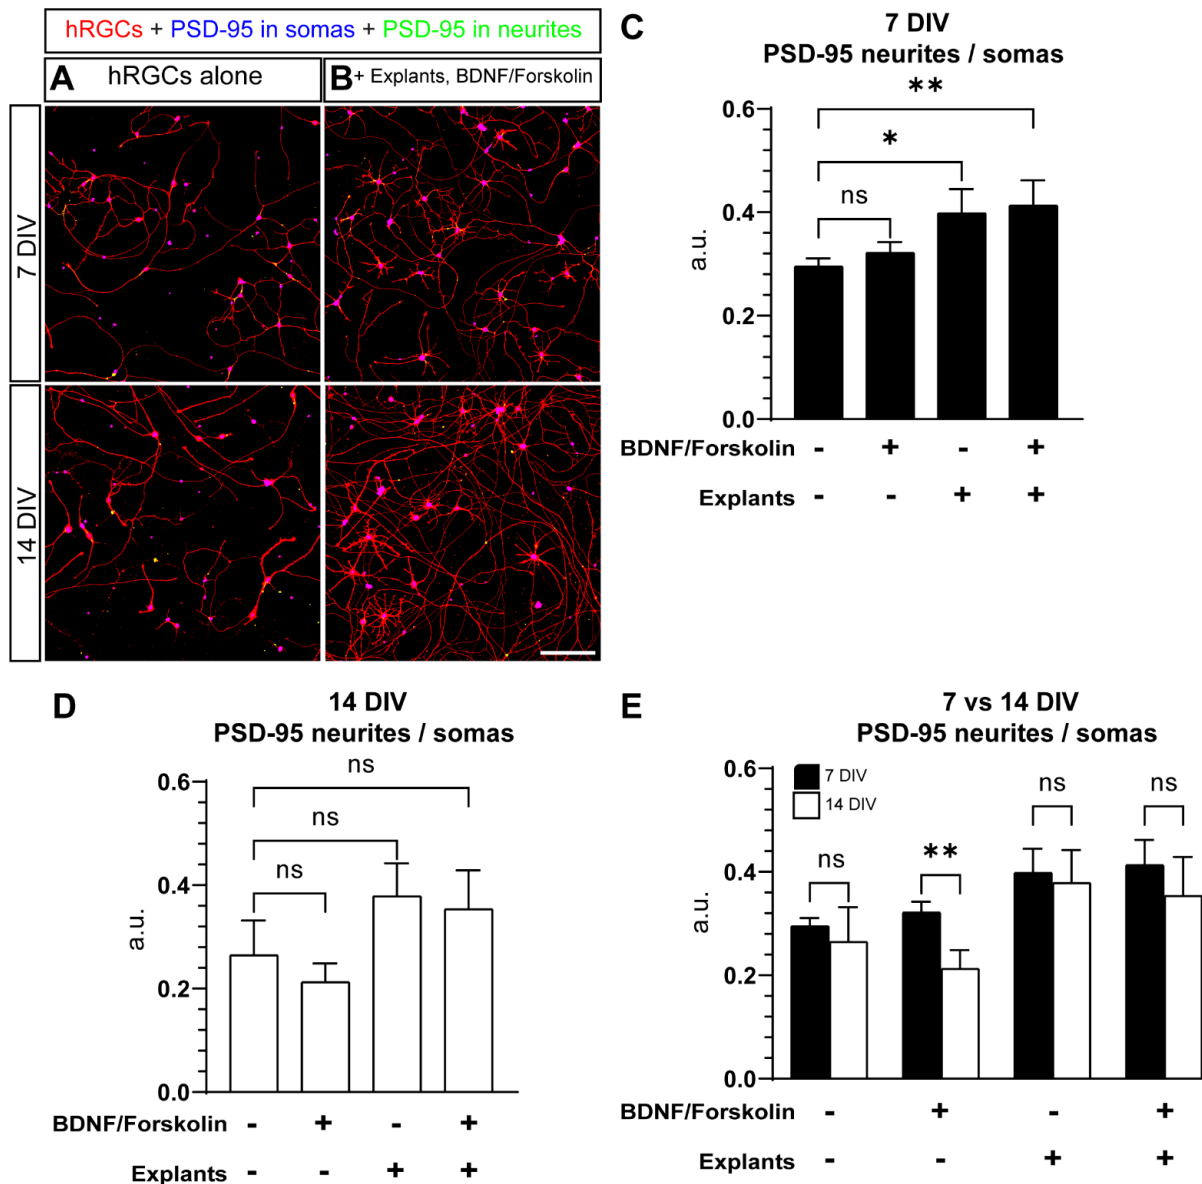 hRGCs + PSD-95 in somas + PSD-95 in neurites
A hRGCs alone
B + Explants, BDNF/Forskolin
7 DIV
14 DIV
C
7 DIV
PSD-95 neurites / somas
**
*
ns
0.6
0.4
0.2
0.0
a.u.
BDNF/Forskolin - + - +
Explants - - + +
D
14 DIV
PSD-95 neurites / somas
ns
ns
ns
0.6
0.4
0.2
0.0
a.u.
BDNF/Forskolin - + - +
Explants - - + +
E
7 vs 14 DIV
PSD-95 neurites / somas
7 DIV
14 DIV
ns
**
ns
ns
0.6
0.4
0.2
0.0
a.u.
BDNF/Forskolin - + - +
Explants - - + +